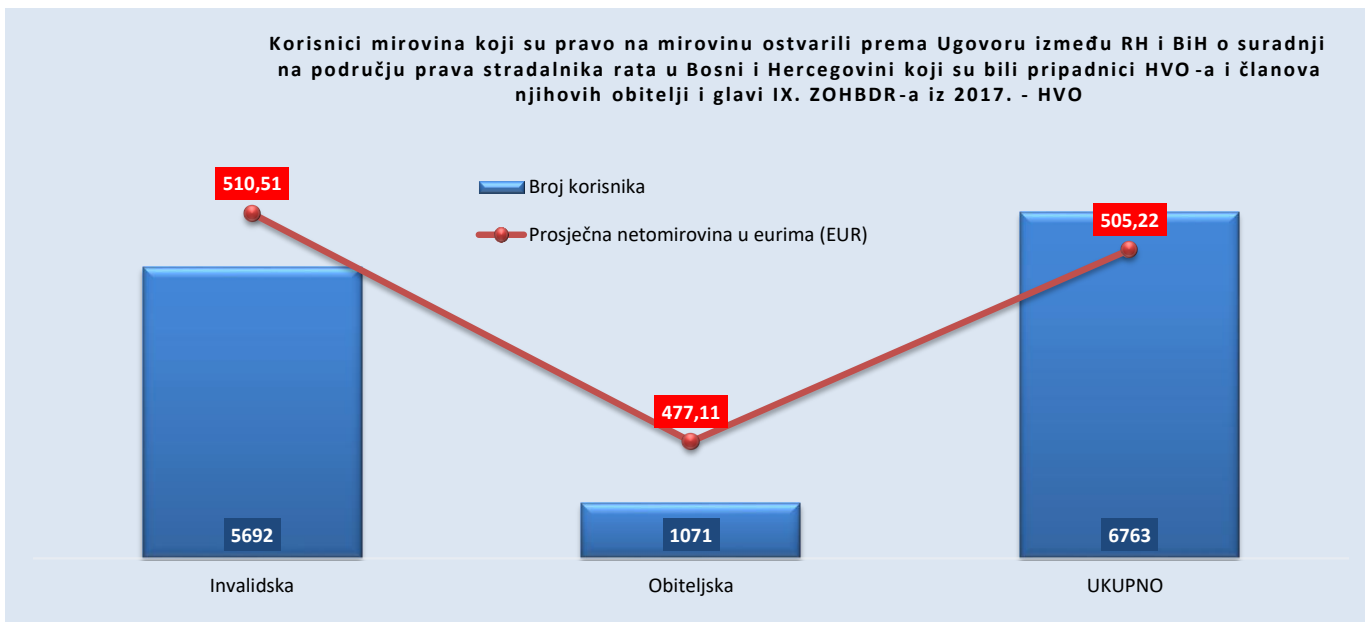 Korisnici mirovina koji su pravo na mirovinu ostvarili prema Ugovoru između RH i BiH o suradnji
na području prava stradalnika rata u Bosni i Hercegovini koji su bili pripadnici HVO-a i članova
njihovih obitelji i glavi IX. ZOHBDR-a iz 2017. - HVO
510,51
Broj korisnika
Prosječna netomirovina u eurima (EUR)
505,22
477,11
5692
1071
6763
Invalidska
Obiteljska
UKUPNO